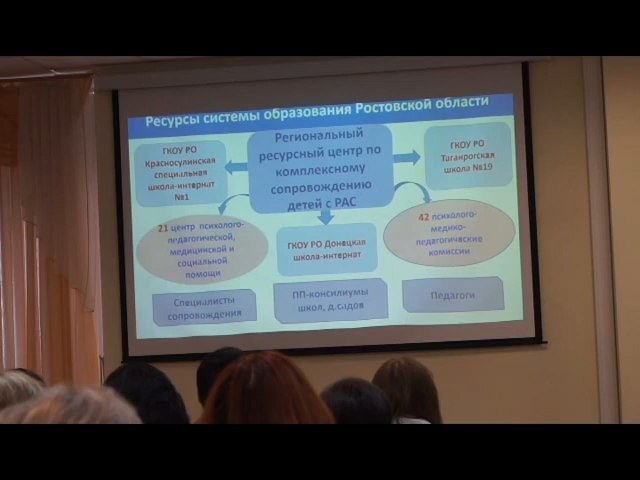 Ресурсы системы образования Ростовской области
ГКОУ РО
Красносулинская
специальная
школа-интернат
№1
Региональный
ресурсный центр по
комплексному
сопровождению
детей с РАС
ГКОУ РО
Таганрогская
школа №19
21 центр психолого-
педагогической,
медицинской и
социальной
помощи
ГКОУ РО Донецкая
школа-интернат
42 психолого-
медико-
педагогические
комиссии
Специалисты
сопровождения
ПП-консилиумы
школ, д.садов
Педагоги